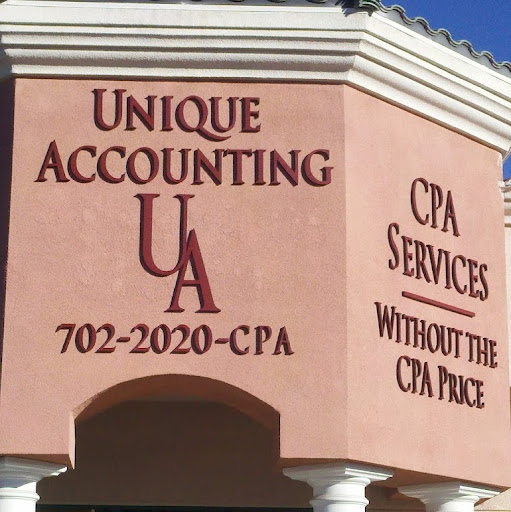 UNIQUE
ACCOUNTING
UA
702-2020-CPA
CPA
SERVICES
WITHOUT THE
CPA PRICE